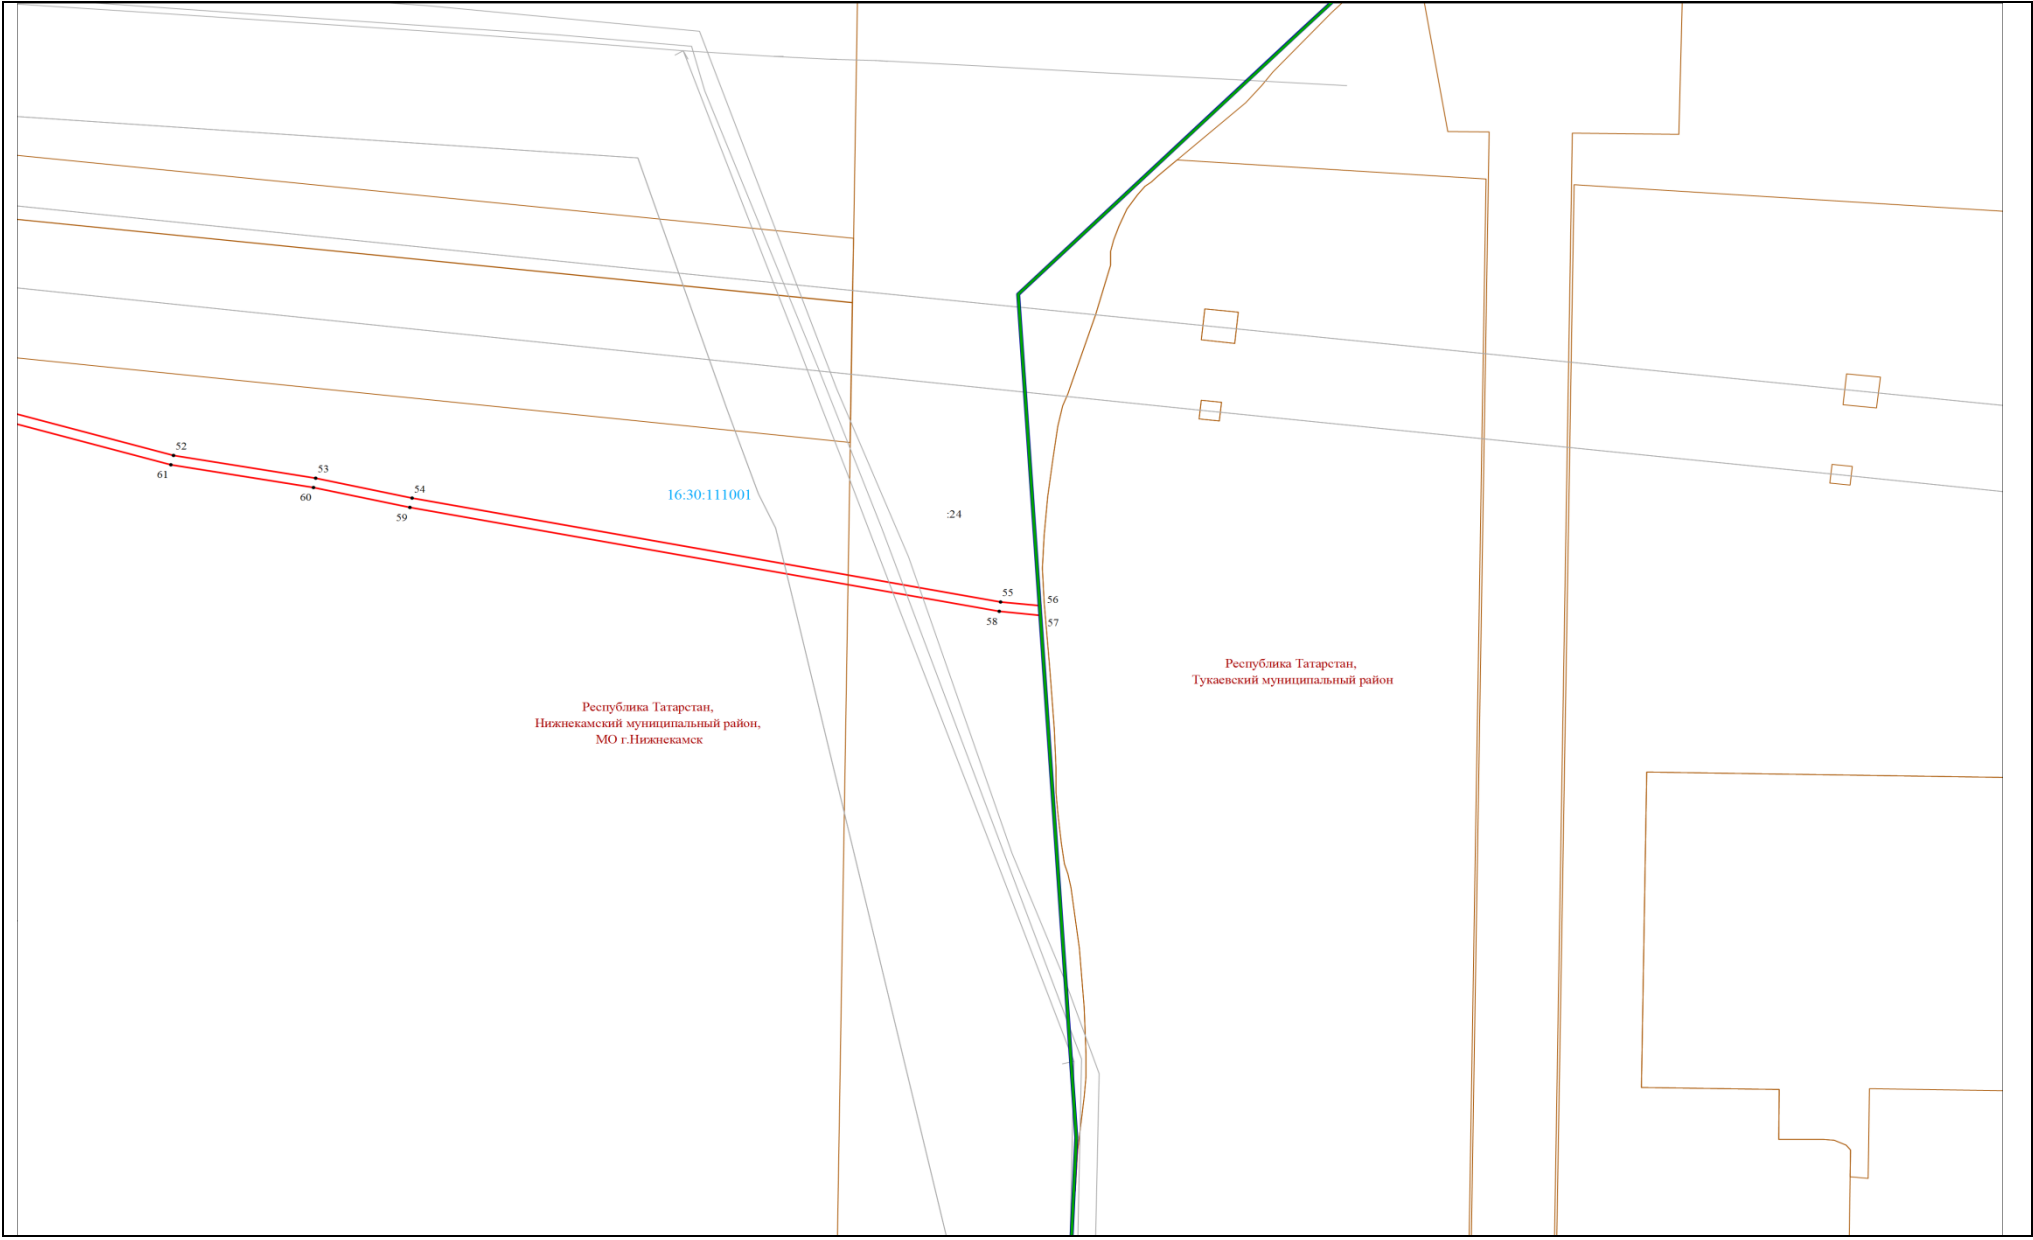 52
61
53
60
54
59
16:30:111001
:24
55
56
58
57
Республика Татарстан,
Тукаевский муниципальный район
Республика Татарстан,
Нижнекамский муниципальный район,
МО г.Нижнекамск